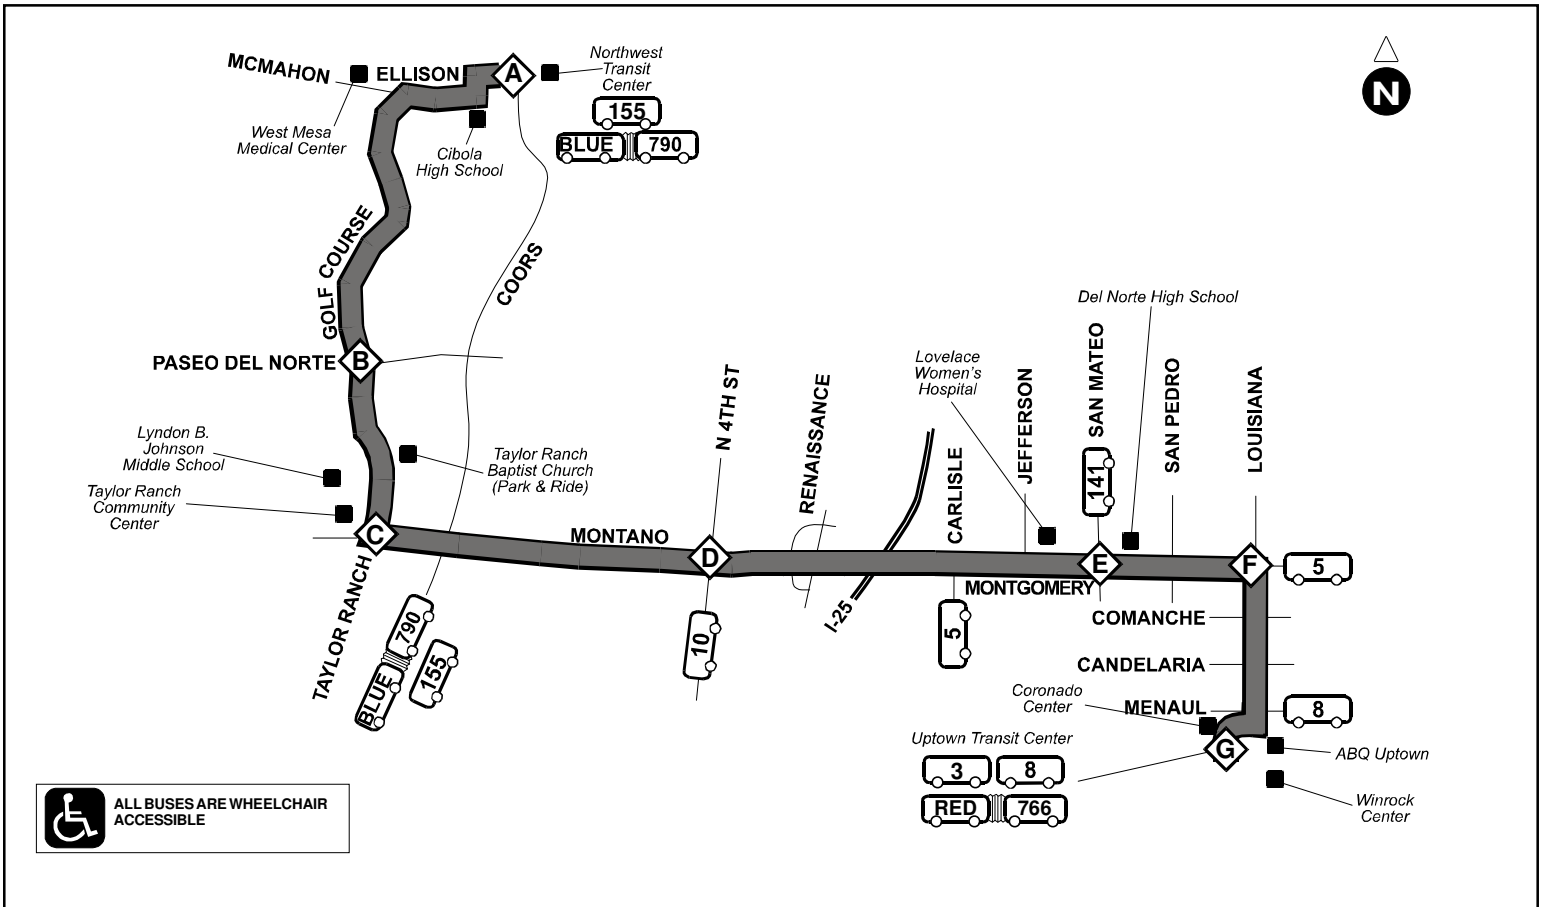 MCMAHON
ELLISON
A
Northwest
Transit
Center
N
155
BLUE
790
West Mesa
Medical Center
Cibola
High School
GOLF COURSE
COORS
PASEO DEL NORTE
B
Del Norte High School
Lovelace
Women's
Hospital
N 4TH ST
RENAISSANCE
CARLISLE
JEFFERSON
SAN MATEO
SAN PEDRO
LOUISIANA
Lyndon B.
Johnson
Middle School
Taylor Ranch
Baptist Church
(Park & Ride)
Taylor Ranch
Community
Center
141
C
MONTANO
D
E
F
5
MONTGOMERY
TAYLOR RANCH
I-25
790
BLUE
155
10
5
COMANCHE
CANDELARIA
Coronado
Center
MENAUL
8
Uptown Transit Center
G
ABQ Uptown
3
8
RED
766
Winrock
Center
ALL BUSES ARE WHEELCHAIR
ACCESSIBLE